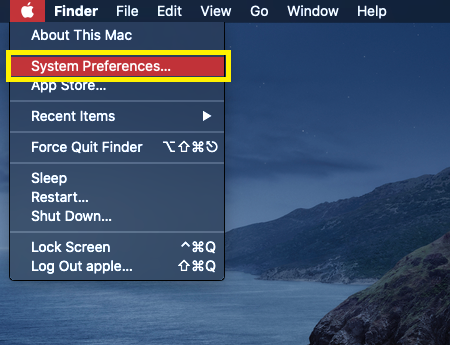 Finder File Edit View Go Window Help
About This Mac
System Preferences...
App Store...
Recent Items ▶
Force Quit Finder ⌥⇧⌘⎋
Sleep
Restart...
Shut Down...
Lock Screen ^⌘Q
Log Out apple... ⇧⌘Q